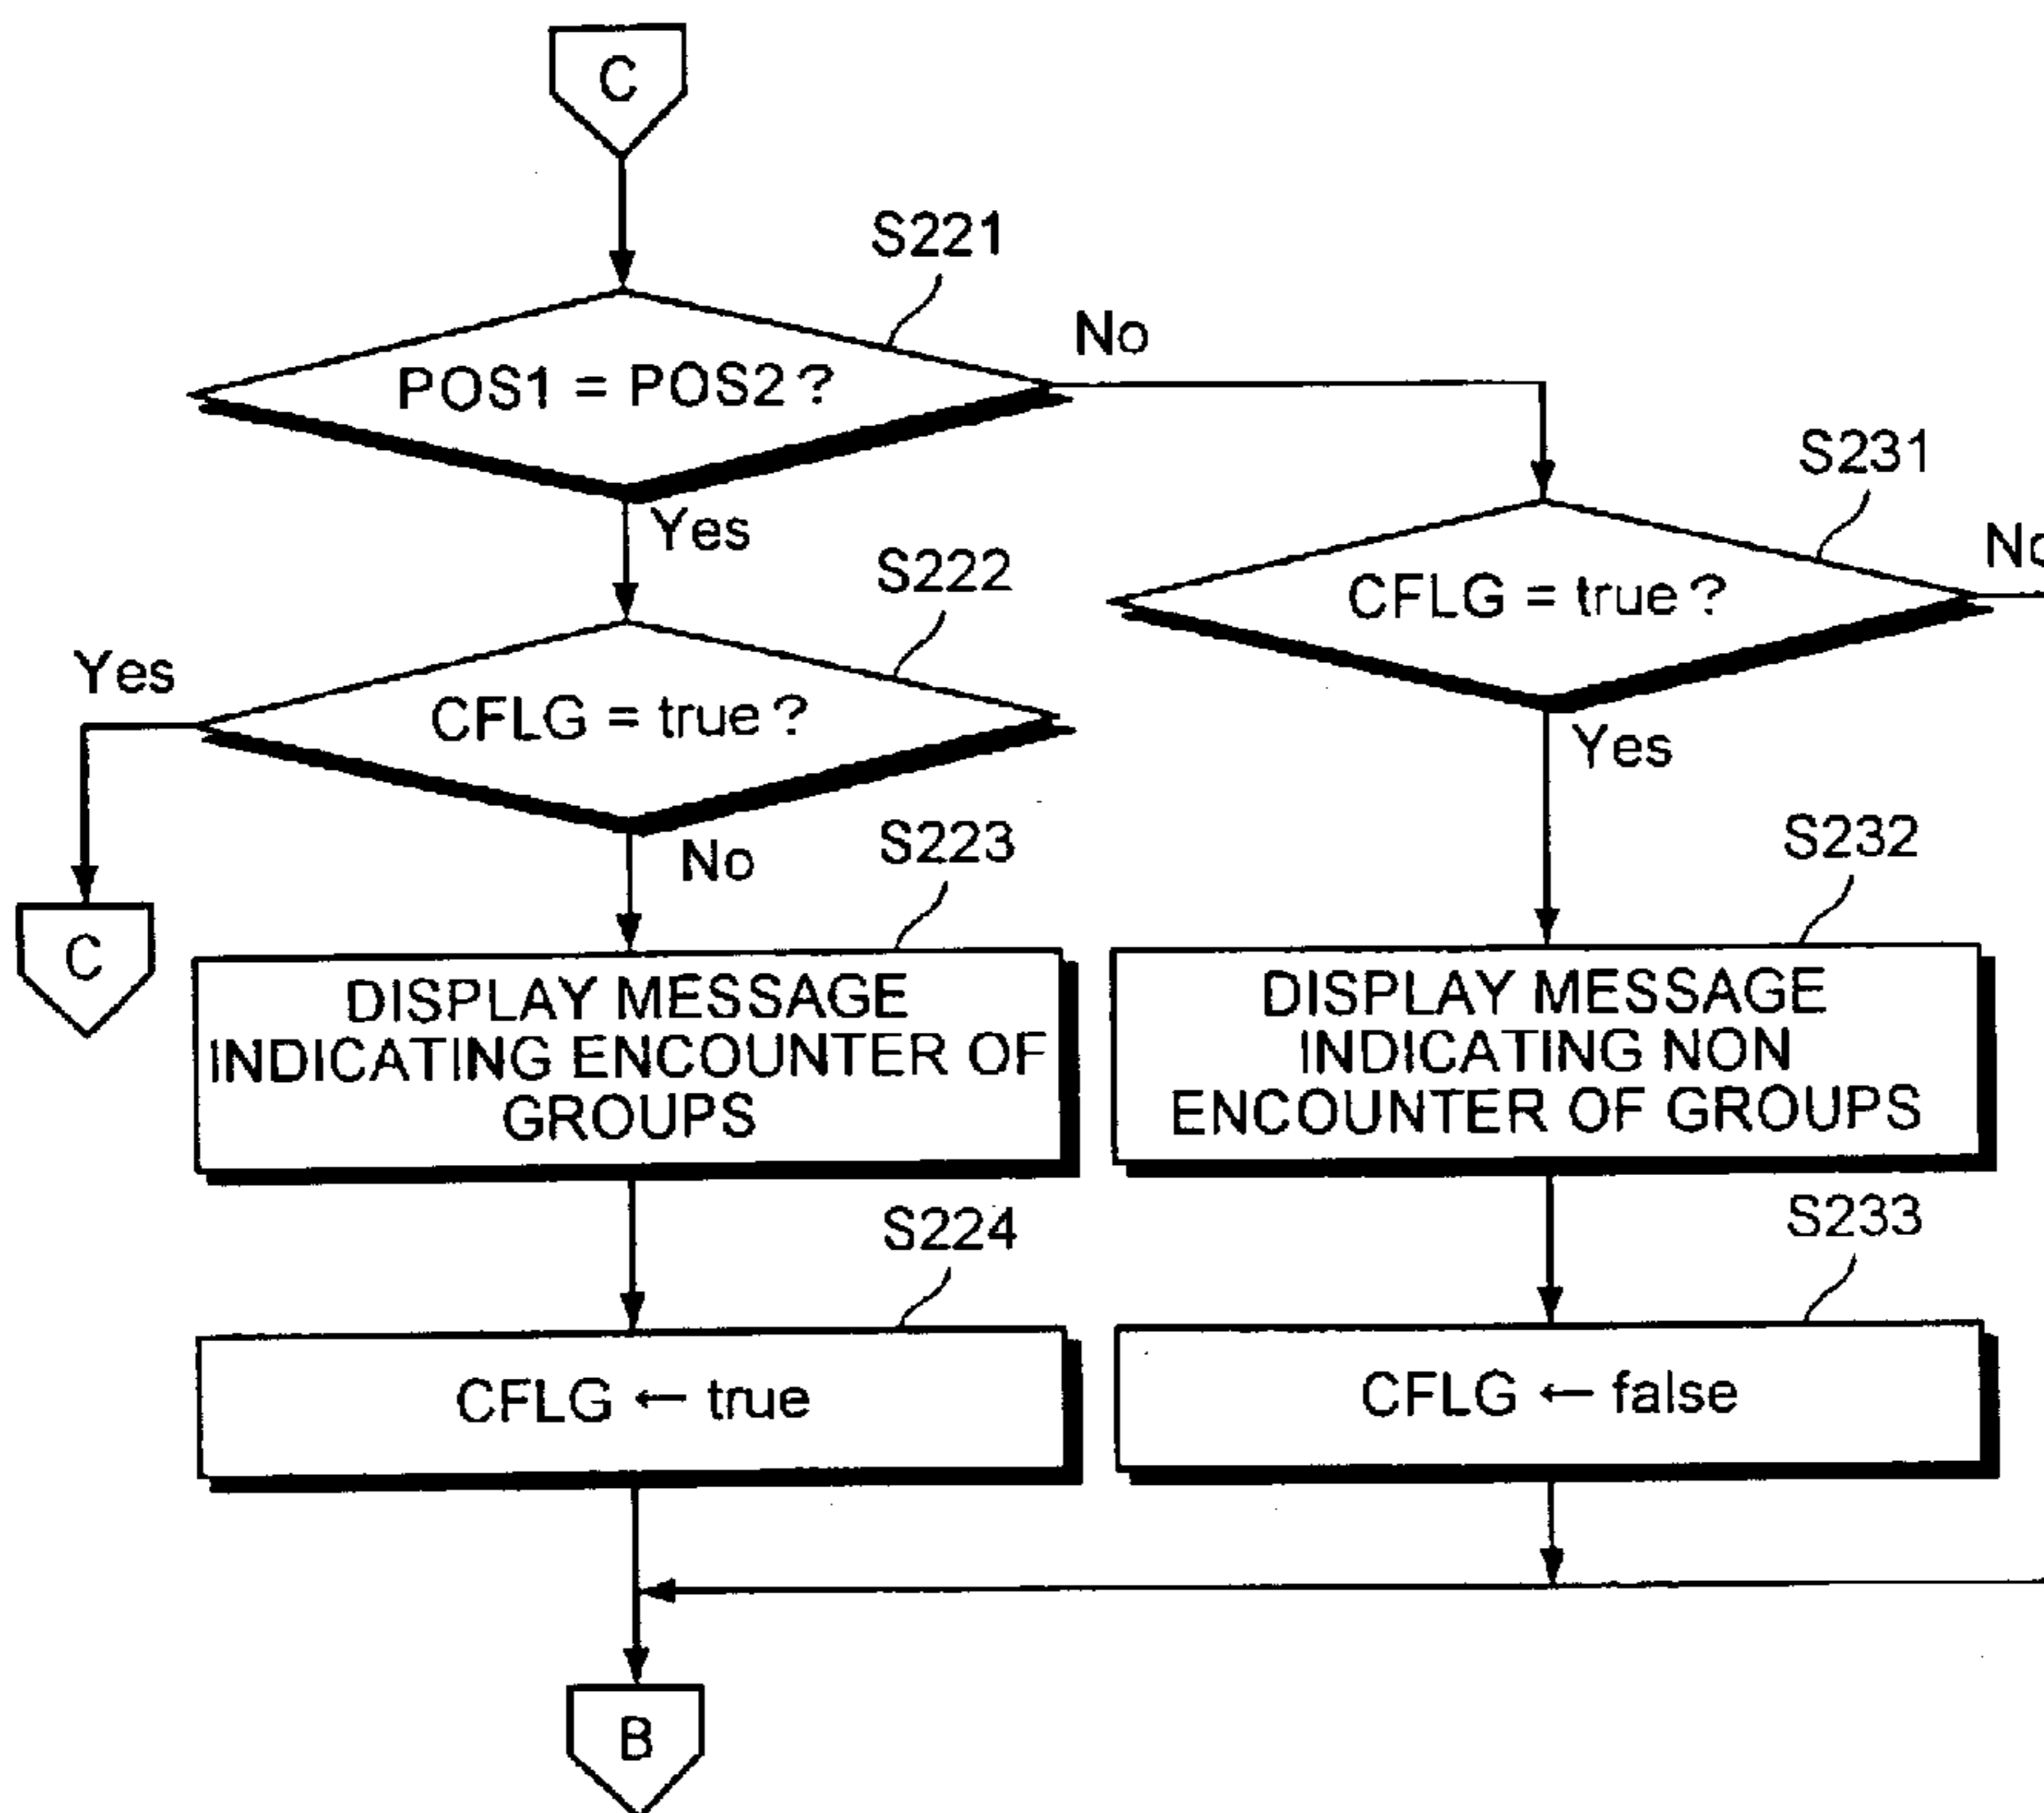 C
S221
POS1 = POS2 ?
No
Yes
S231
CFLG = true ?
No
Yes
S222
CFLG = true ?
Yes
No
C
S223
DISPLAY MESSAGE
INDICATING ENCOUNTER OF
GROUPS
S232
DISPLAY MESSAGE
INDICATING NON
ENCOUNTER OF GROUPS
S224
CFLG ← true
S233
CFLG ← false
B